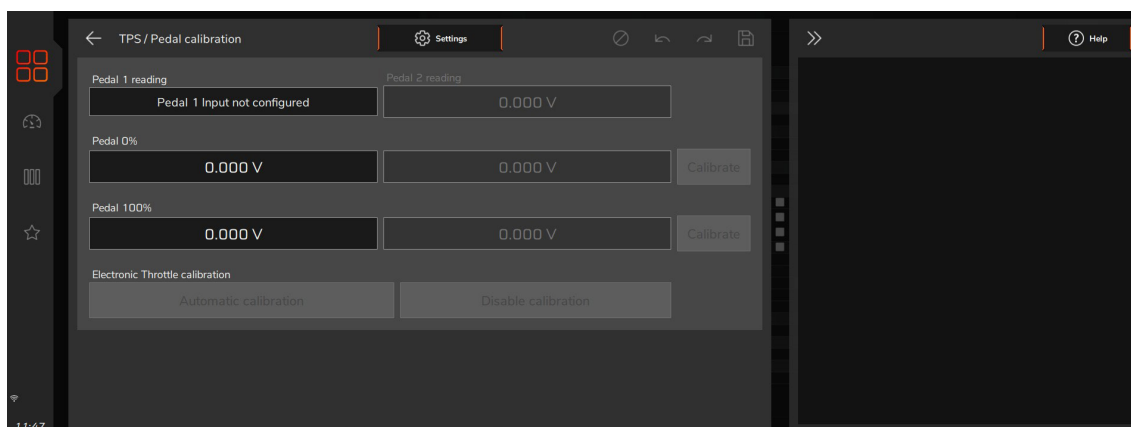 TPS / Pedal calibration
Settings
Help
Pedal 1 reading
Pedal 2 reading
Pedal 1 Input not configured
0.000 V
Pedal 0%
0.000 V
0.000 V
Calibrate
Pedal 100%
0.000 V
0.000 V
Calibrate
Electronic Throttle calibration
Automatic calibration
Disable calibration
11:47